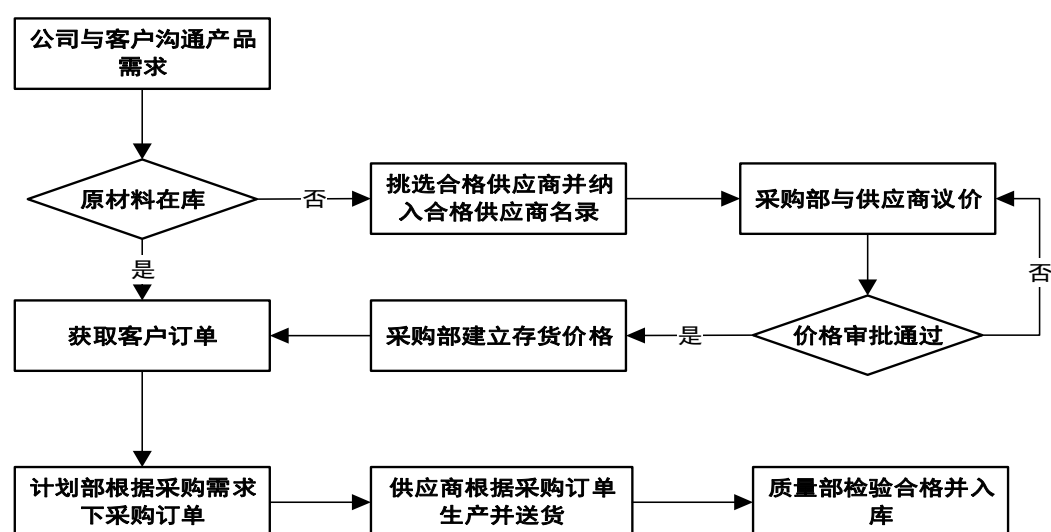 公司与客户沟通产品
需求
原材料在库
否
挑选合格供应商并纳
入合格供应商名录
采购部与供应商议价
是
否
获取客户订单
采购部建立存货价格
是
价格审批通过
计划部根据采购需求
下采购订单
供应商根据采购订单
生产并送货
质量部检验合格并入
库